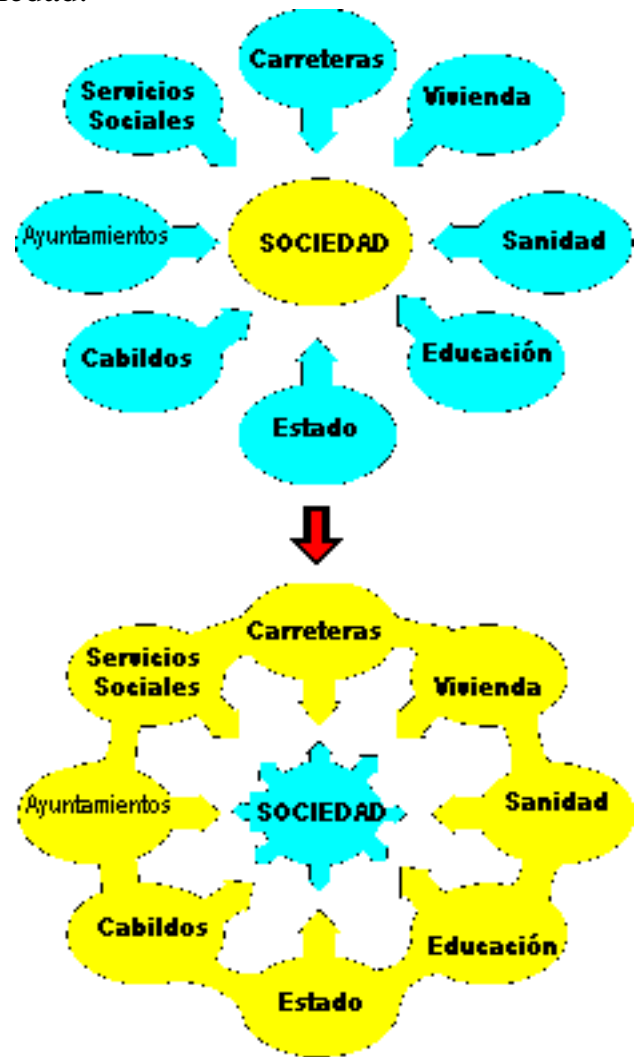 Carreteras
Servicios
Sociales
Vivienda
Ayuntamientos
SOCIEDAD
Sanidad
Cabildos
Educación
Estado
Carreteras
Servicios
Sociales
Vivienda
Ayuntamientos
SOCIEDAD
Sanidad
Cabildos
Educación
Estado